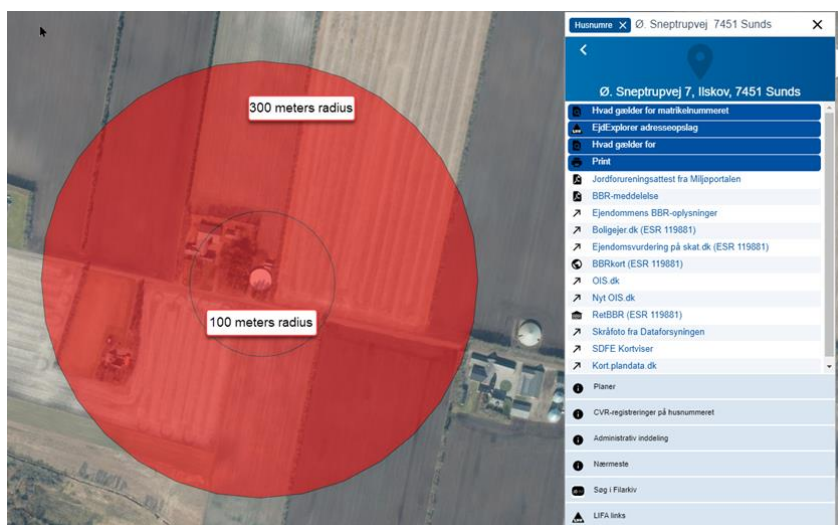 300 meters radius
100 meters radius
Husnumre X Ø. Sneptrupvej 7451 Sunds
Ø. Sneptrupvej 7, Ilskov, 7451 Sunds
Hvad gælder for matrikelnummeret
EjdExplorer adresseopslag
Hvad gælder for
Print
Jordforureningsattest fra Miljøportalen
BBR-meddelelse
Ejendommens BBR-oplysninger
Boligejer.dk (ESR 119881)
Ejendomsvurdering på skat.dk (ESR 119881)
BBRkort (ESR 119881)
OIS.dk
Nyt OIS.dk
RetBBR (ESR 119881)
Skråfoto fra Dataforsyningen
SDFE Kortviser
Kort.plandata.dk
Planer
CVR-registreringer på husnummeret
Administrativ inddeling
Nærmeste
Søg i Filarkiv
LIFA links